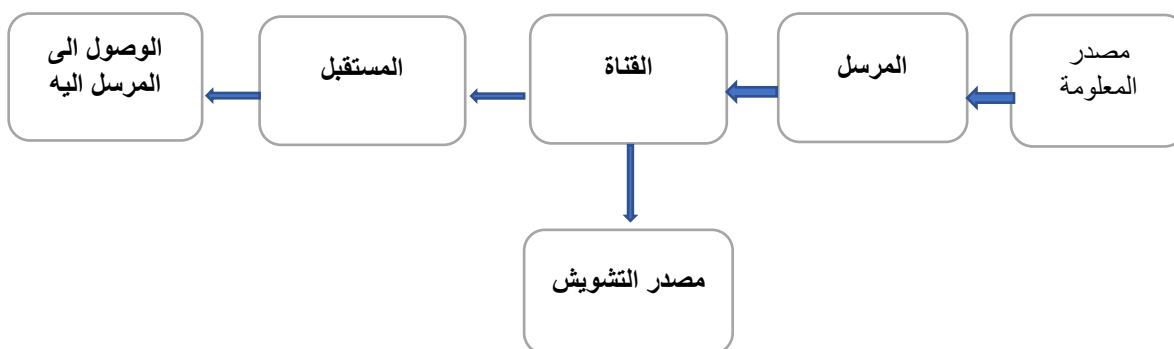 مصدر
المعلومة
المرسل
القناة
المستقبل
الوصول الى
المرسل اليه
مصدر التشويش